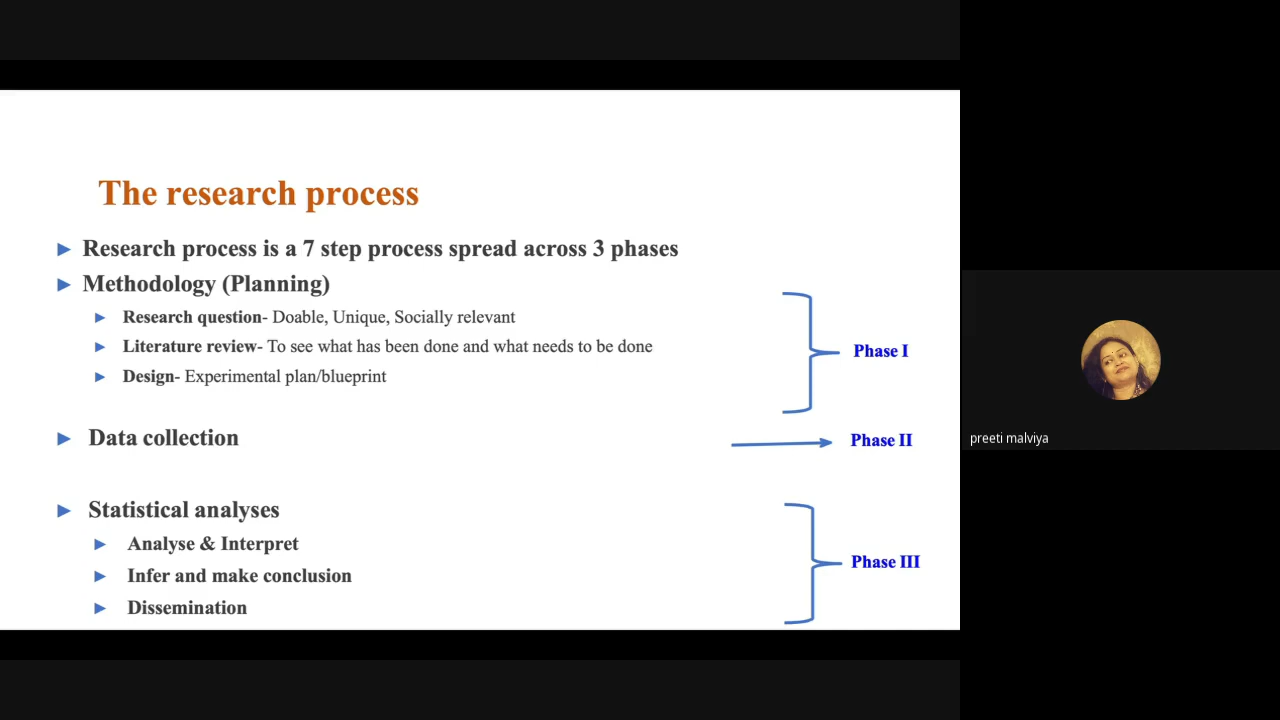 The research process
Research process is a 7 step process spread across 3 phases
Methodology (Planning)
Research question- Doable, Unique, Socially relevant
Literature review- To see what has been done and what needs to be done
Design- Experimental plan/blueprint
Phase I
Data collection
Phase II
Statistical analyses
Analyse & Interpret
Infer and make conclusion
Dissemination
Phase III
preeti malviya